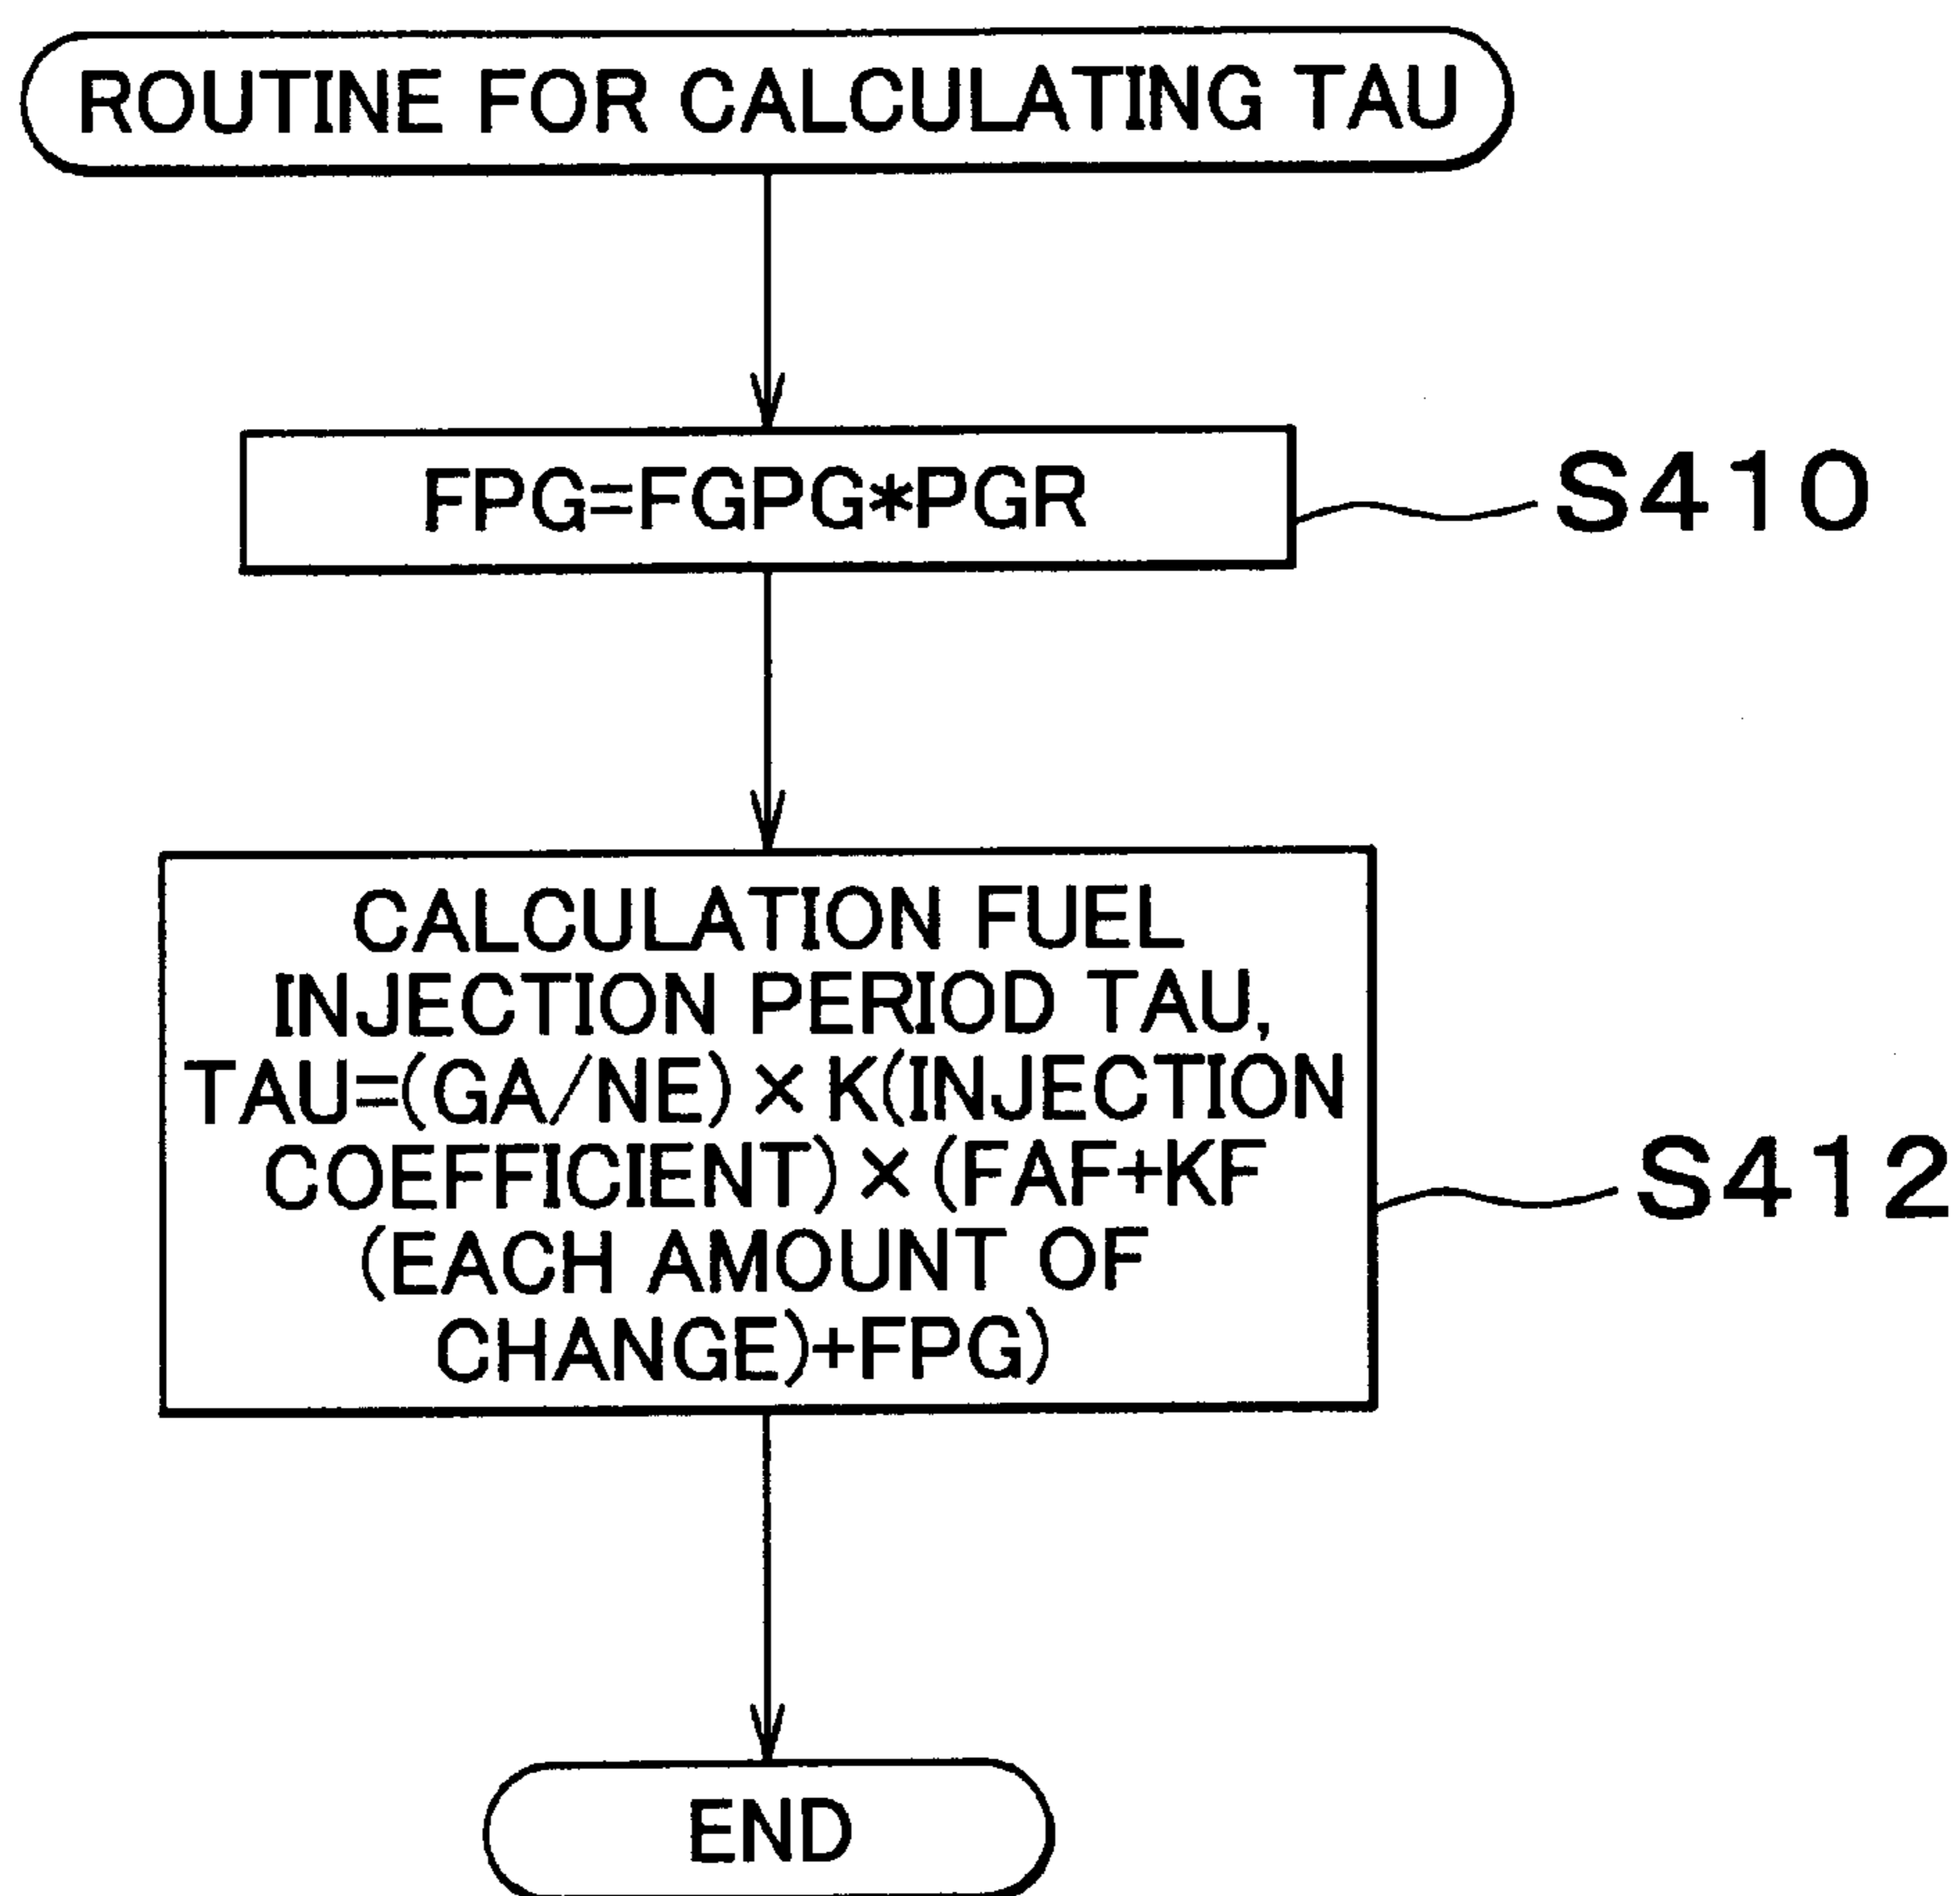 ROUTINE FOR CALCULATING TAU
FPG=FGPG*PGR
S410
CALCULATION FUEL
INJECTION PERIOD TAU,
TAU=(GA/NE)×K(INJECTION
COEFFICIENT)×(FAF+KF
(EACH AMOUNT OF
CHANGE)+FPG)
S412
END